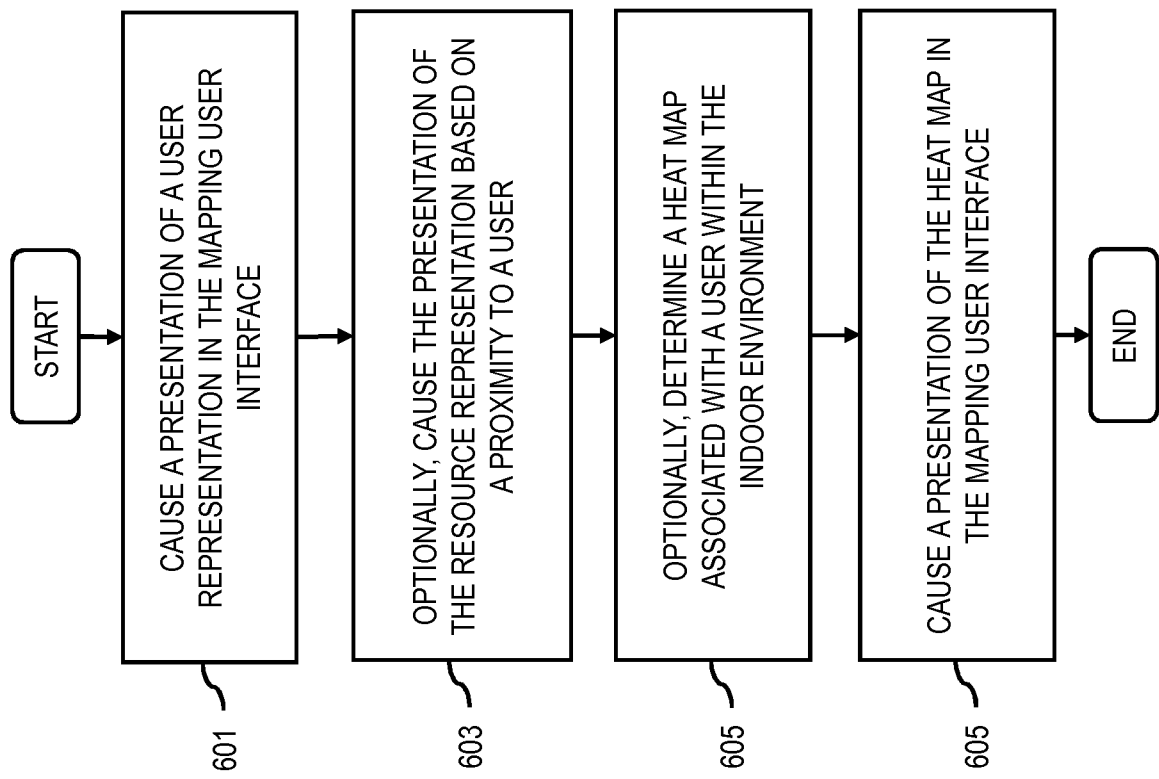 START
CAUSE A PRESENTATION OF A USER
REPRESENTATION IN THE MAPPING USER
INTERFACE
601
OPTIONALLY, CAUSE THE PRESENTATION OF
THE RESOURCE REPRESENTATION BASED ON
A PROXIMITY TO A USER
603
OPTIONALLY, DETERMINE A HEAT MAP
ASSOCIATED WITH A USER WITHIN THE
INDOOR ENVIRONMENT
605
CAUSE A PRESENTATION OF THE HEAT MAP IN
THE MAPPING USER INTERFACE
605
END